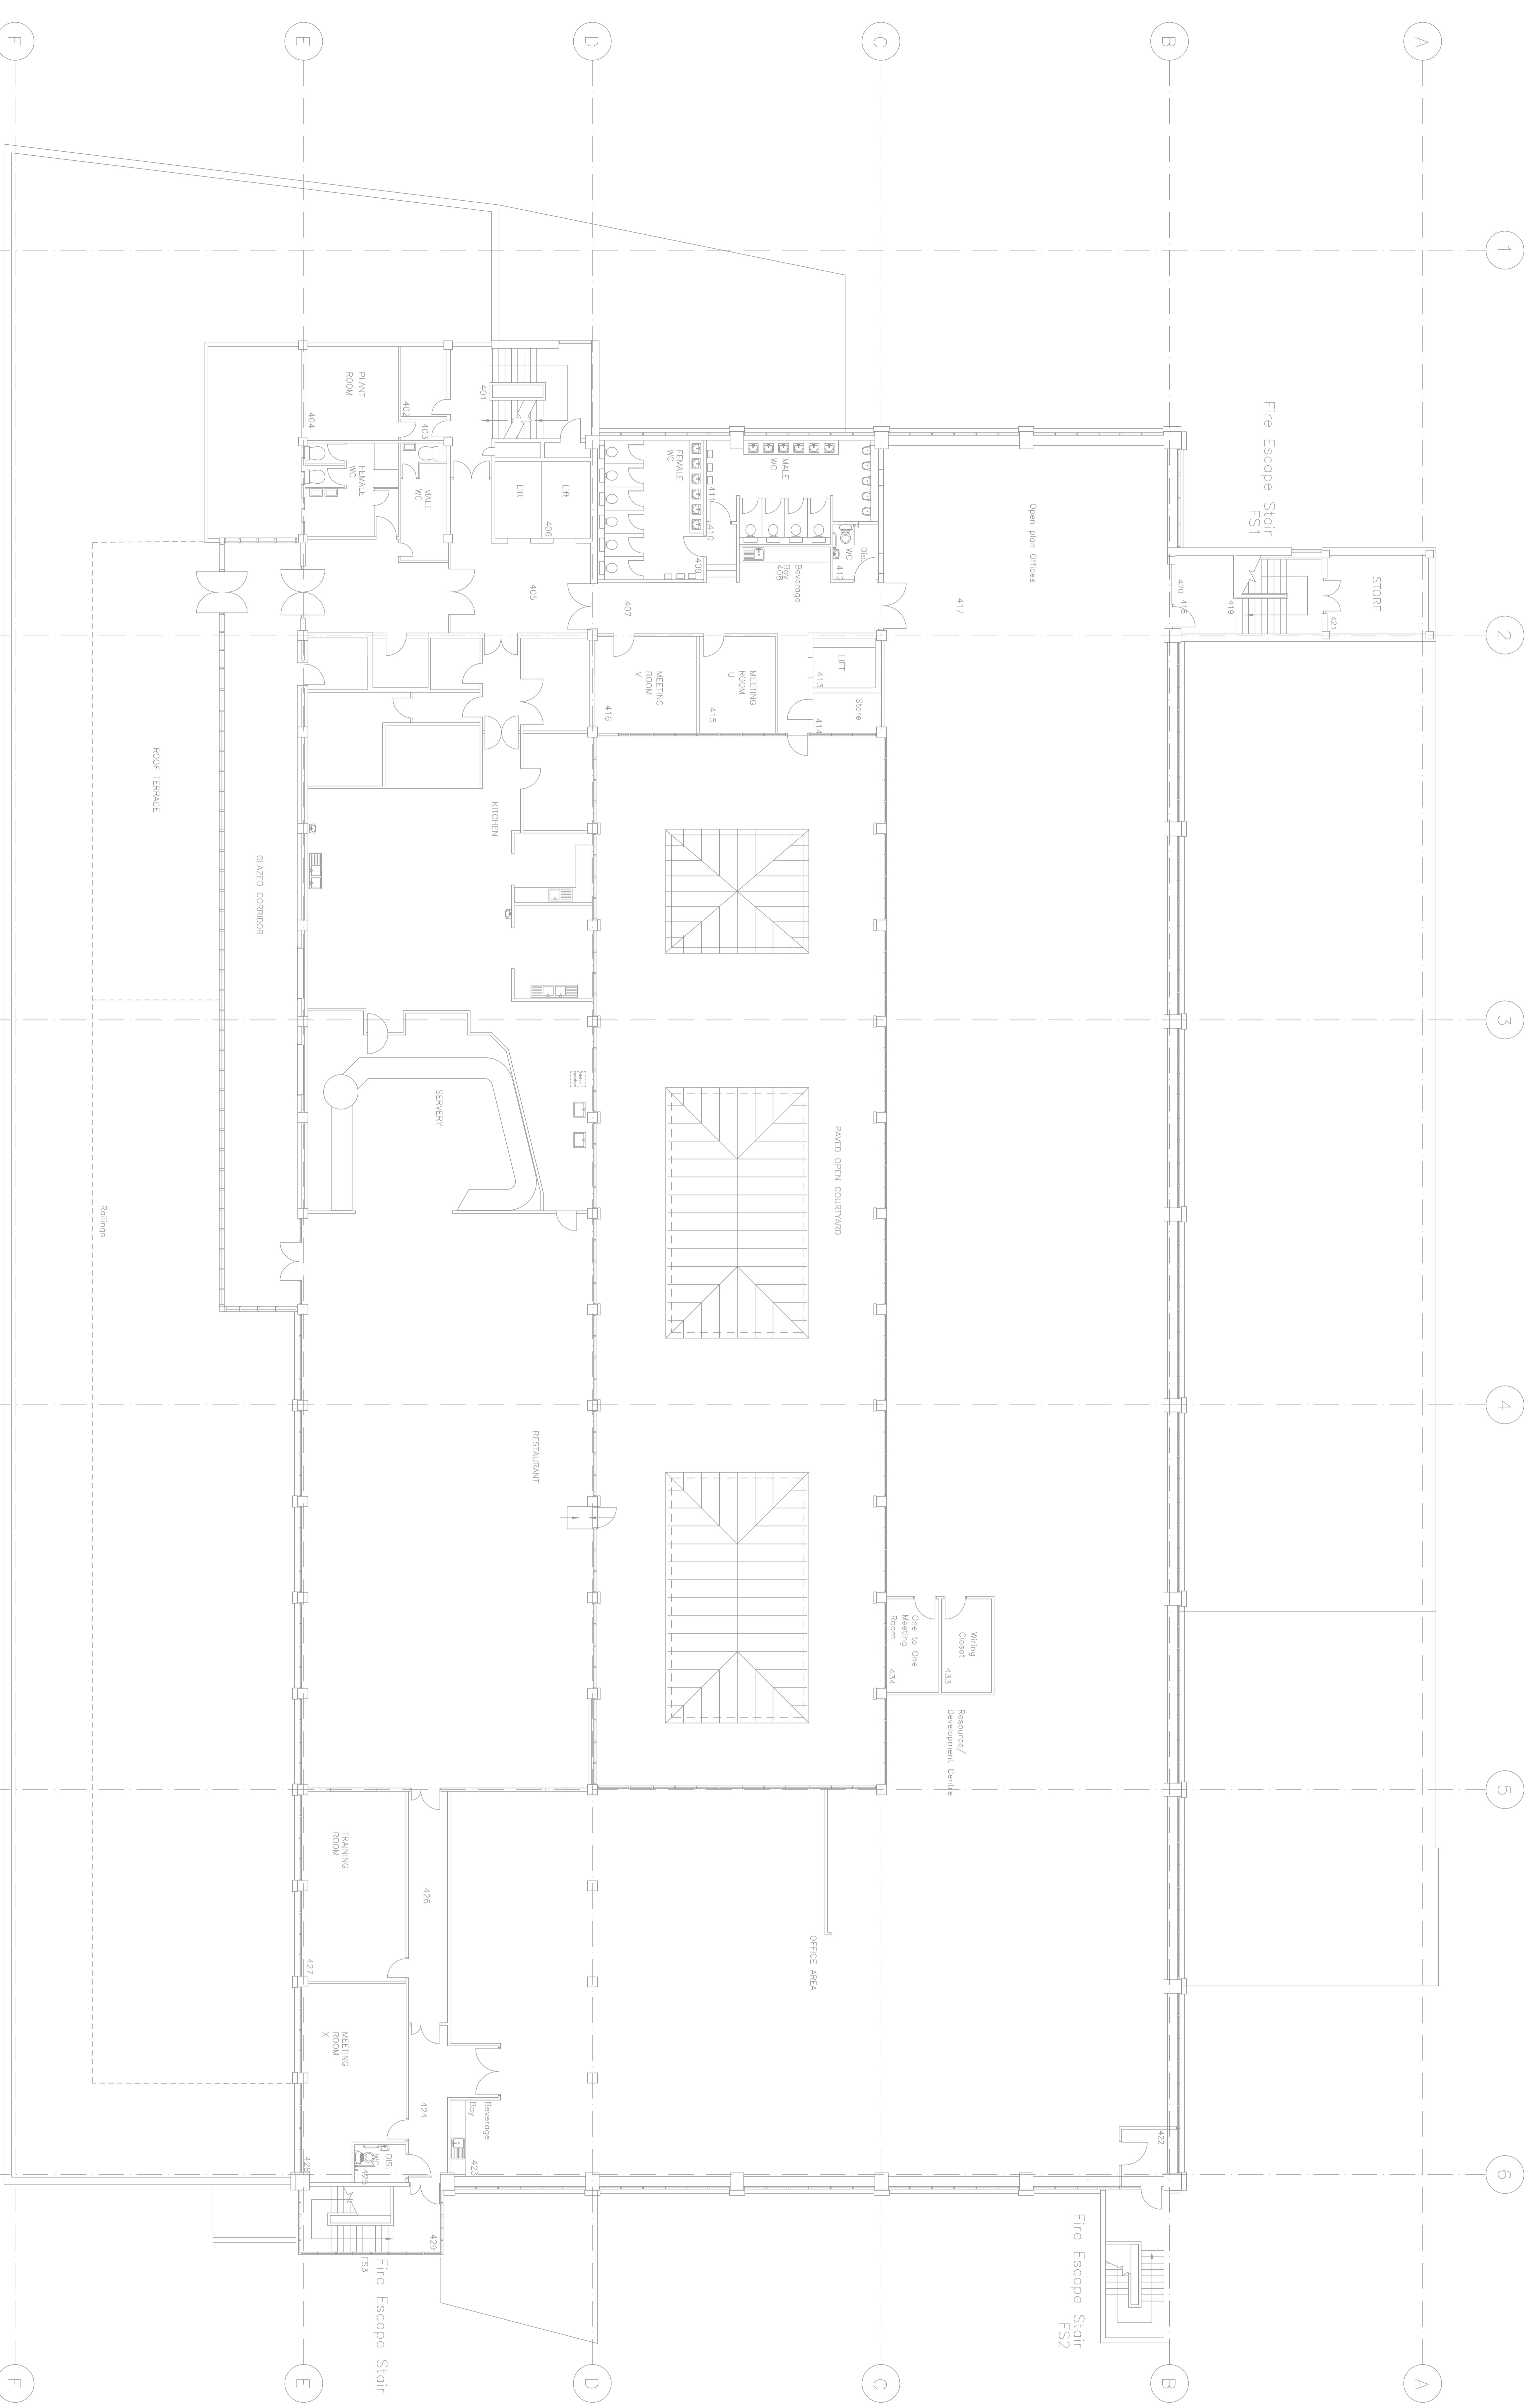 A
B
C
D
E
F
1
2
3
4
5
6
Fire Escape Stair
FS1
STORE
421
419
420
418
Open plan Offices
417
Dis
WC
412
Beverage
Bay
408
MALE
WC
411
410
409
FEMALE
WC
407
LIFT
413
Store
414
MEETING
ROOM
U
415
MEETING
ROOM
V
416
Lift
Lift
406
405
401
402
403
PLANT
ROOM
404
MALE
WC
FEMALE
WC
KITCHEN
ROOF TERRACE
GLAZED CORRIDOR
SERVERY
PAVED OPEN COURTYARD
Railings
RESTAURANT
Wiring
Closet
433
One to One
Meeting
Room
434
Resource/
Development Centre
OFFICE AREA
TRAINING
ROOM
426
427
MEETING
ROOM
X
424
Beverage
Bay
423
DIS.
WC
425
428
429
422
FS3
Fire Escape Stair
Fire Escape Stair
FS2
A
B
C
D
E
F